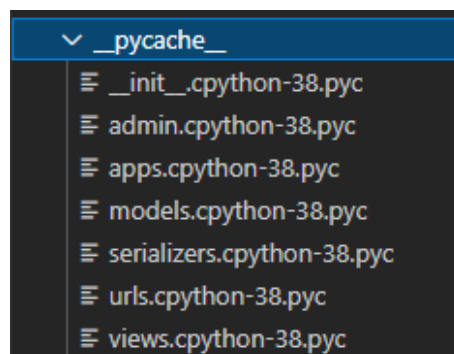 __pycache__
__init__.cpython-38.pyc
admin.cpython-38.pyc
apps.cpython-38.pyc
models.cpython-38.pyc
serializers.cpython-38.pyc
urls.cpython-38.pyc
views.cpython-38.pyc